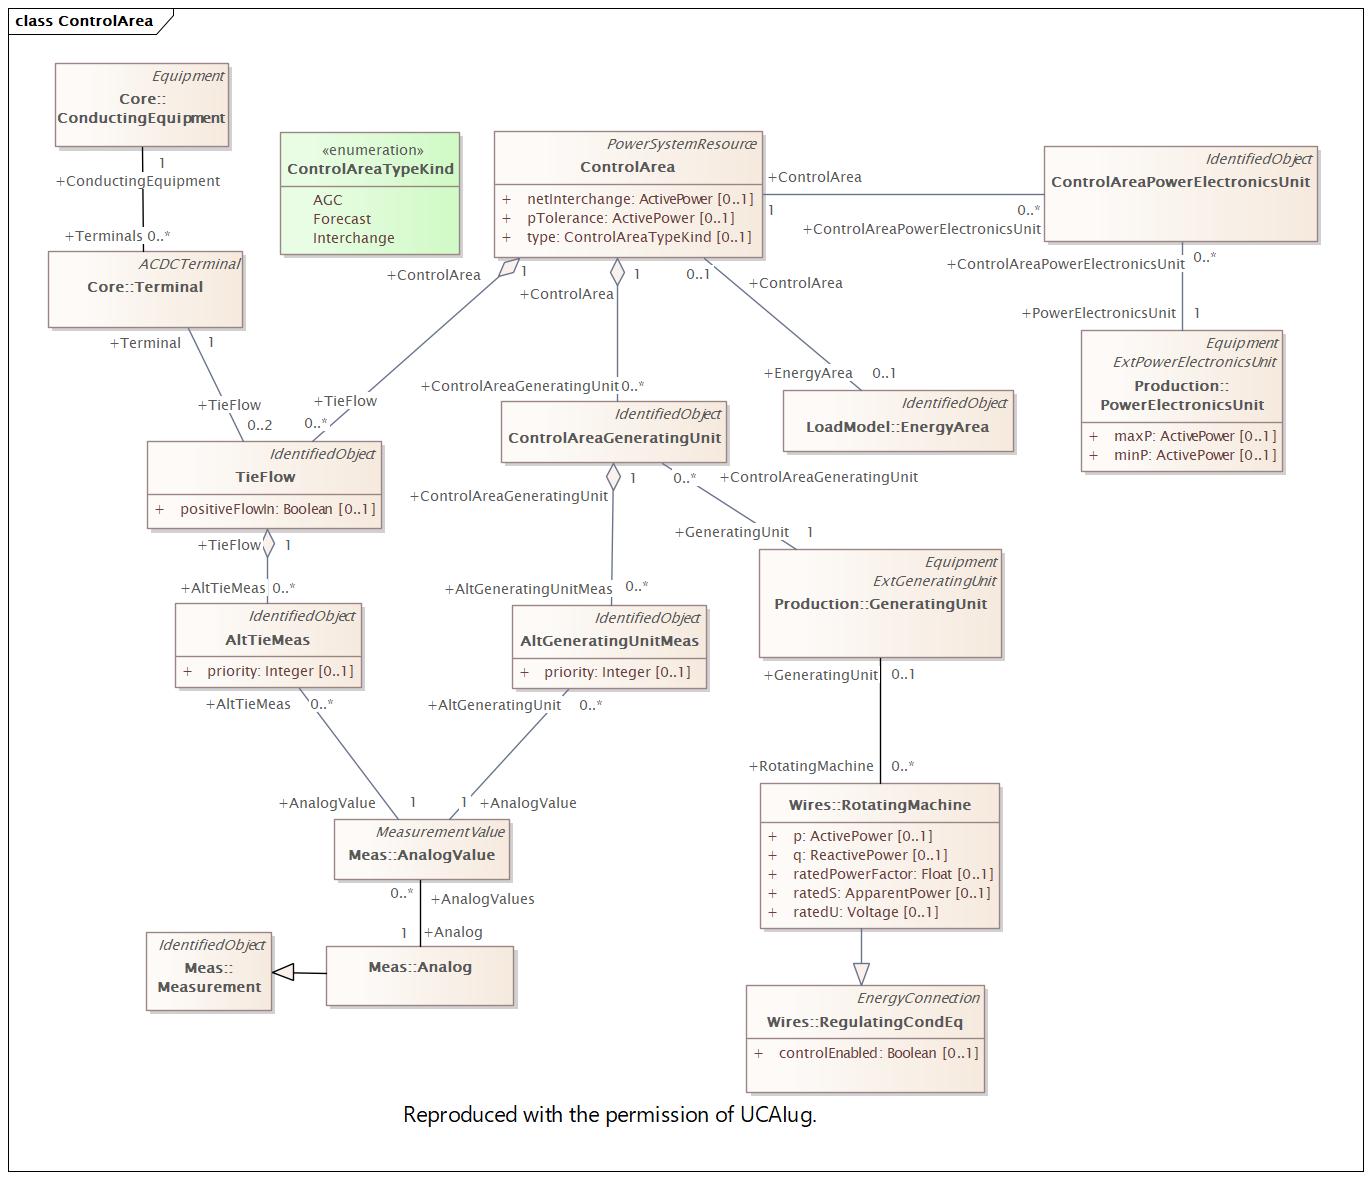 class ControlArea
Equipment
Core::
ConductingEquipment
1
+ConductingEquipment
+Terminals 0..*
ACDCTerminal
Core::Terminal
+Terminal 1
+TieFlow
0..2
«enumeration»
ControlAreaTypeKind
AGC
Forecast
Interchange
PowerSystemResource
ControlArea
+ netInterchange: ActivePower [0..1]
+ pTolerance: ActivePower [0..1]
+ type: ControlAreaTypeKind [0..1]
+ControlArea
1
0..*
+ControlAreaPowerElectronicsUnit
IdentifiedObject
ControlAreaPowerElectronicsUnit
+ControlAreaPowerElectronicsUnit 0..*
+PowerElectronicsUnit 1
Equipment
ExtPowerElectronicsUnit
Production::
PowerElectronicsUnit
+ maxP: ActivePower [0..1]
+ minP: ActivePower [0..1]
+ControlArea 1
+TieFlow
0..*
+ControlArea 1
+ControlAreaGeneratingUnit 0..*
0..1
+ControlArea
+EnergyArea 0..1
IdentifiedObject
LoadModel::EnergyArea
IdentifiedObject
ControlAreaGeneratingUnit
1
+ControlAreaGeneratingUnit
0..* +ControlAreaGeneratingUnit
+GeneratingUnit 1
IdentifiedObject
TieFlow
+ positiveFlowIn: Boolean [0..1]
+TieFlow 1
+AltTieMeas 0..*
IdentifiedObject
AltTieMeas
+ priority: Integer [0..1]
+AltTieMeas 0..*
+AltGeneratingUnitMeas 0..*
IdentifiedObject
AltGeneratingUnitMeas
+ priority: Integer [0..1]
+AltGeneratingUnit 0..*
Equipment
ExtGeneratingUnit
Production::GeneratingUnit
+GeneratingUnit 0..1
+RotatingMachine 0..*
+AnalogValue 1
1 +AnalogValue
MeasurementValue
Meas::AnalogValue
0..*
+AnalogValues
1 +Analog
Meas::Analog
IdentifiedObject
Meas::
Measurement
Wires::RotatingMachine
+ p: ActivePower [0..1]
+ q: ReactivePower [0..1]
+ ratedPowerFactor: Float [0..1]
+ ratedS: ApparentPower [0..1]
+ ratedU: Voltage [0..1]
EnergyConnection
Wires::RegulatingCondEq
+ controlEnabled: Boolean [0..1]
Reproduced with the permission of UCAIug.